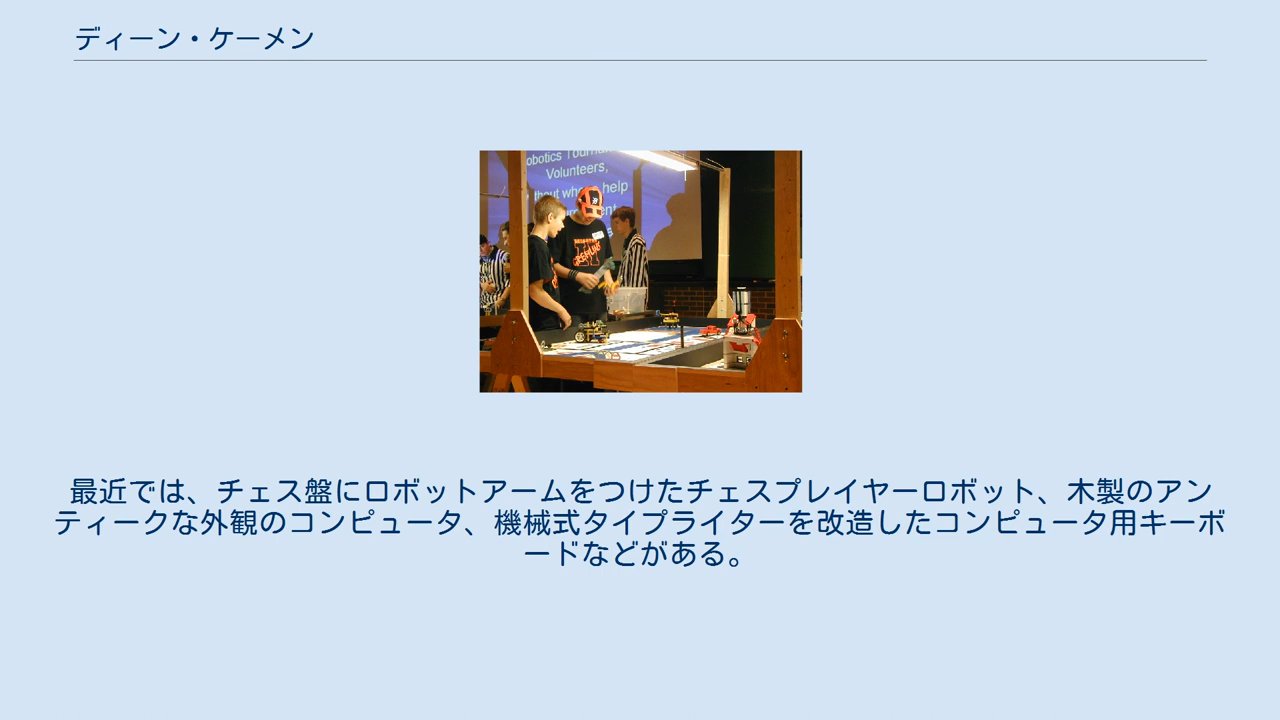 ディーン・ケーメン
obotics Tourna
Volunteers,
help
最近では、チェス盤にロボットアームをつけたチェスプレイヤーロボット、木製のアン
ティークな外観のコンピュータ、機械式タイプライターを改造したコンピュータ用キーボ
ードなどがある。